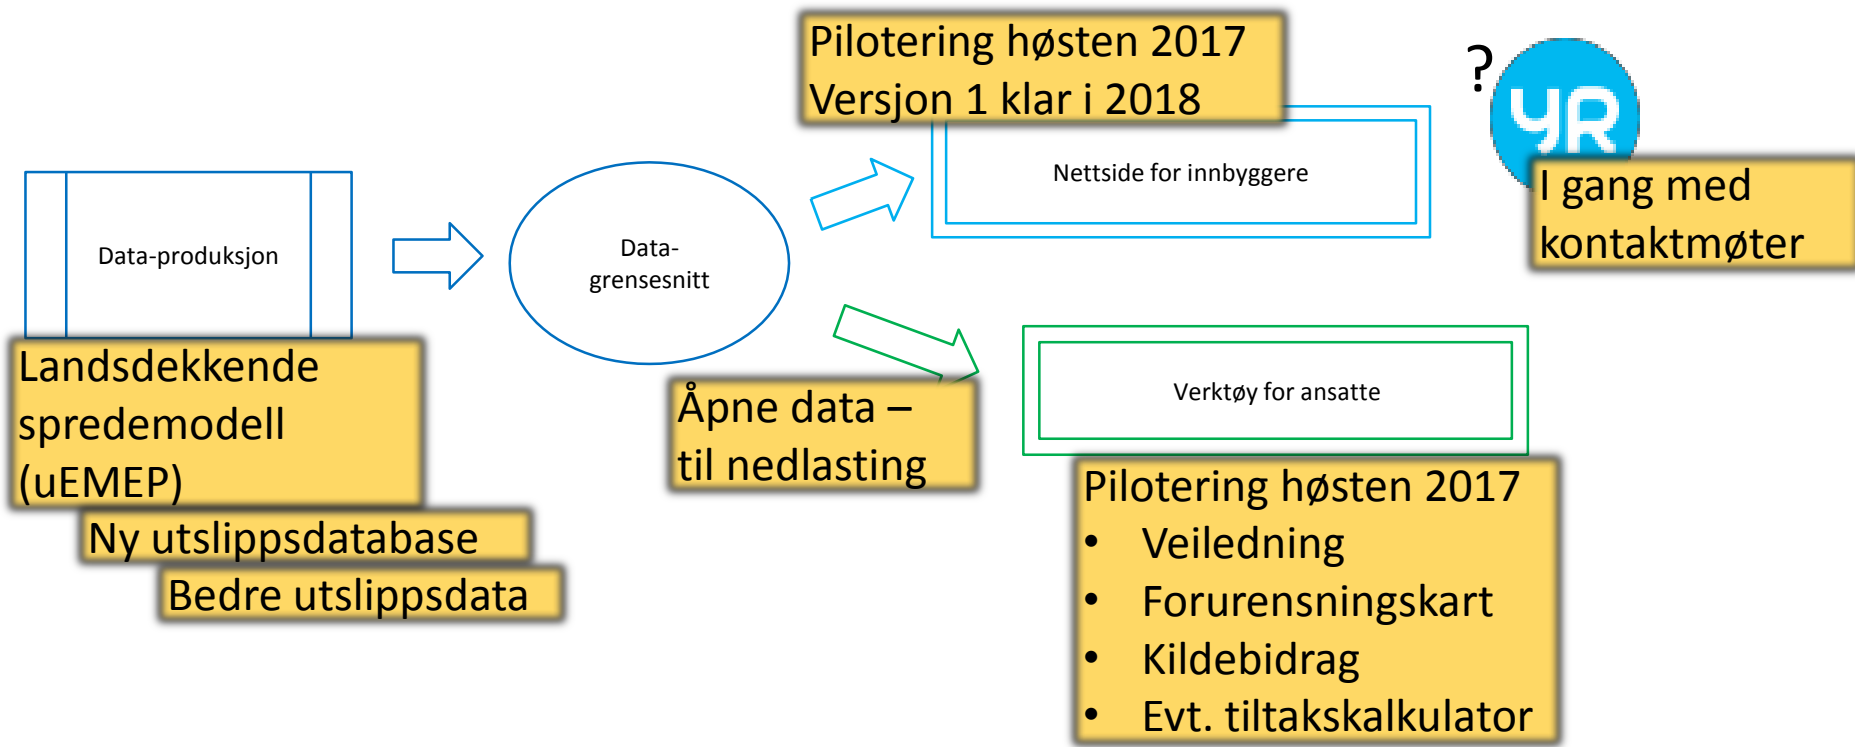 Pilotering høsten 2017
Versjon 1 klar i 2018
?
YR
Nettside for innbyggere
I gang med
kontaktmøter
Data-produksjon
Data-
grensesnitt
Landsdekkende
spredemodell
(uEMEP)
Ny utslippsdatabase
Bedre utslippsdata
Åpne data –
til nedlasting
Verktøy for ansatte
Pilotering høsten 2017
• Veiledning
• Forurensningskart
• Kildebidrag
• Evt. tiltakskalkulator